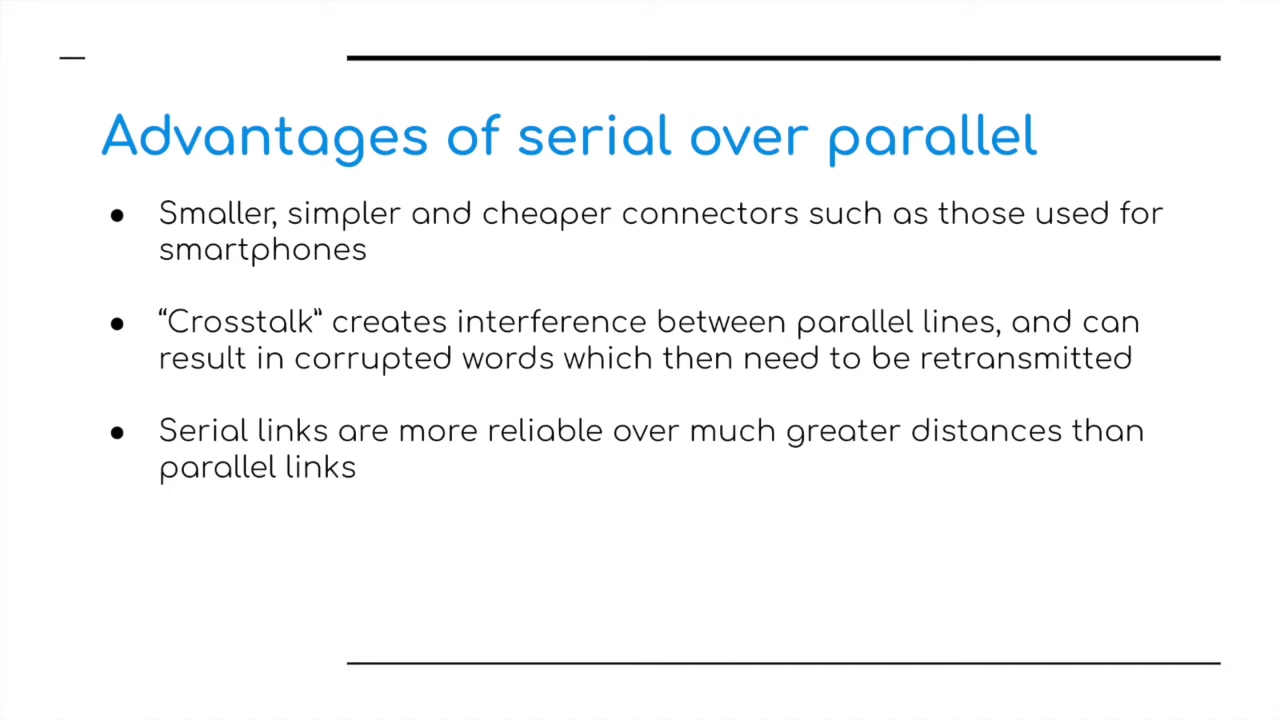 Advantages of serial over parallel
● Smaller, simpler and cheaper connectors such as those used for
smartphones
● “Crosstalk” creates interference between parallel lines, and can
result in corrupted words which then need to be retransmitted
● Serial links are more reliable over much greater distances than
parallel links